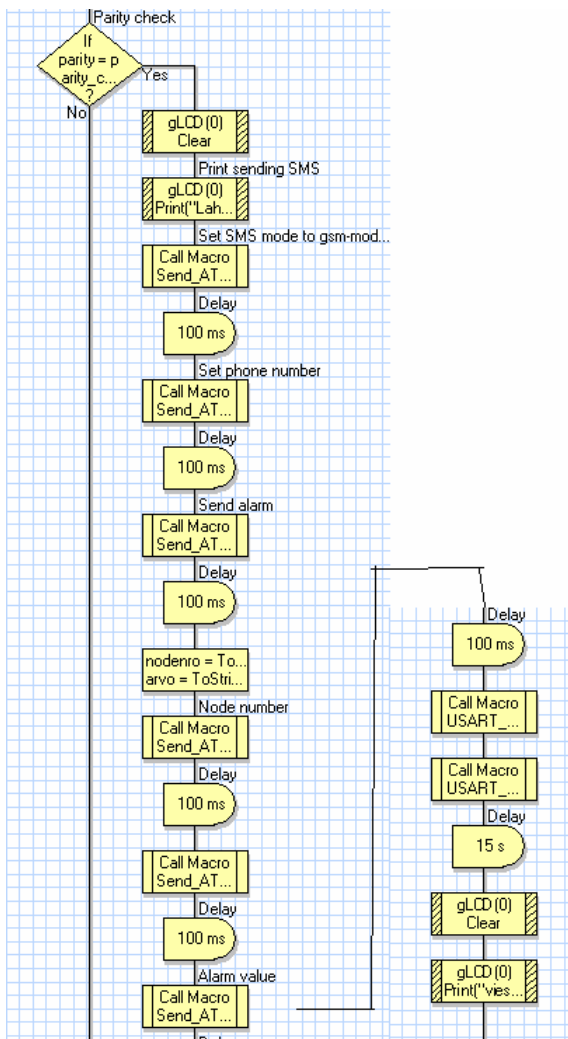 Parity check
If
parity = p
arity_c...
?
Yes
No
gLCD(0)
Clear
Print sending SMS
gLCD(0)
Print("Lah...
Set SMS mode to gsm-mod...
Call Macro
Send_AT...
Delay
100 ms
Set phone number
Call Macro
Send_AT...
Delay
100 ms
Send alarm
Call Macro
Send_AT...
Delay
100 ms
nodenro = To...
arvo = ToStri...
Node number
Call Macro
Send_AT...
Delay
100 ms
Call Macro
Send_AT...
Delay
100 ms
Alarm value
Call Macro
Send_AT...
Delay
100 ms
Call Macro
USART_...
Call Macro
USART_...
Delay
15 s
gLCD(0)
Clear
gLCD(0)
Print("vies...